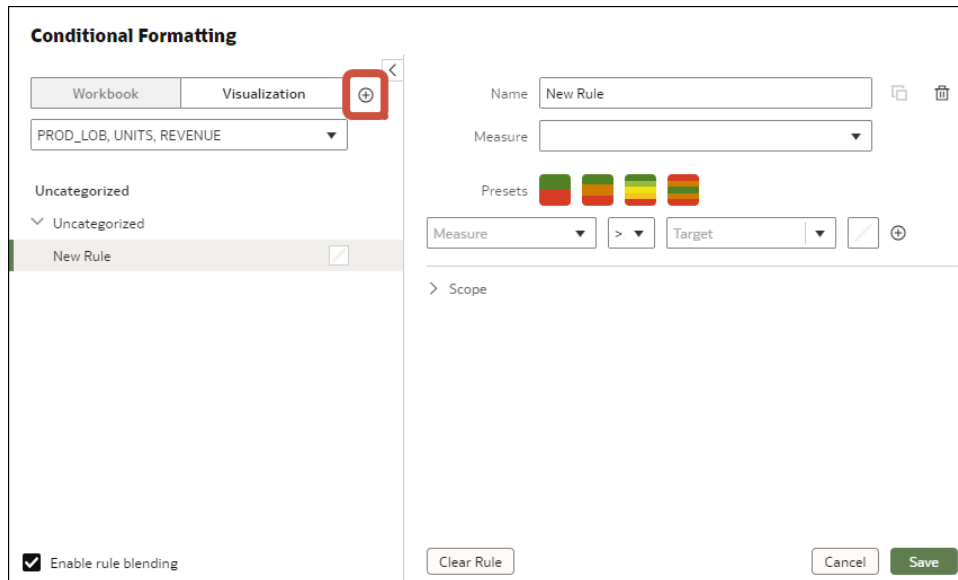 Conditional Formatting
Workbook
Visualization
PROD_LOB, UNITS, REVENUE
Uncategorized
Uncategorized
New Rule
Enable rule blending
Name New Rule
Measure
Presets
Measure > Target
Scope
Clear Rule
Cancel
Save